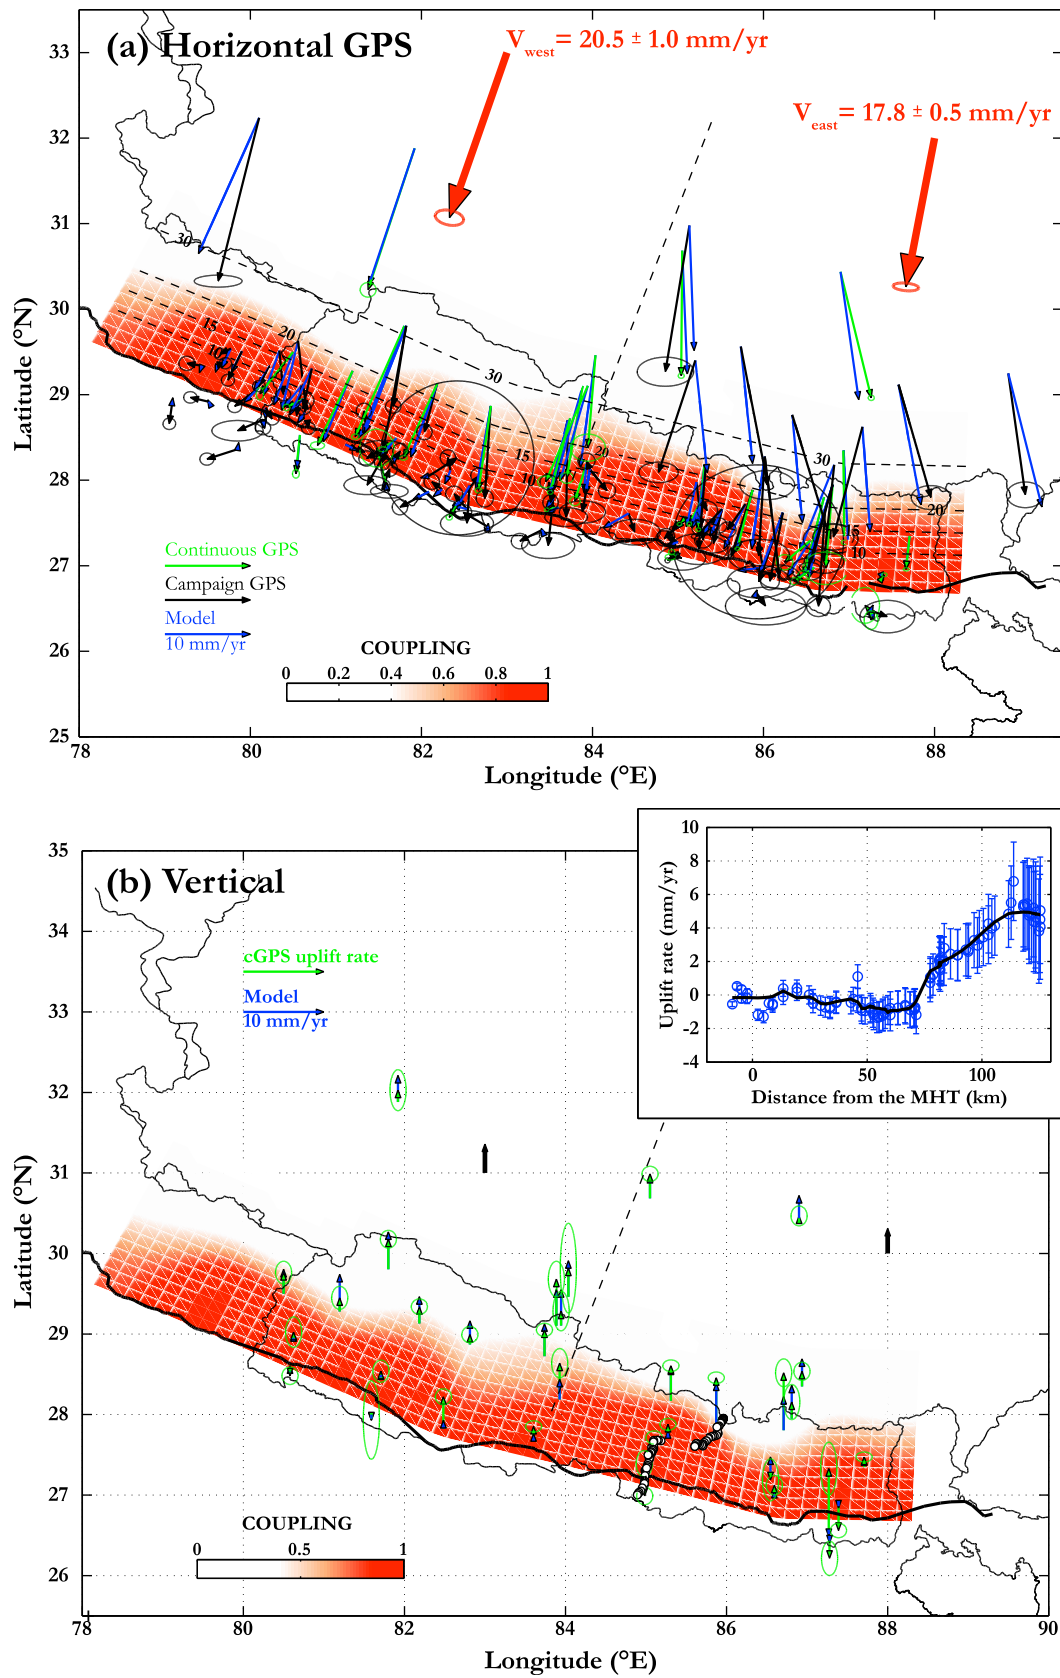 (a) Horizontal GPS
V_west = 20.5 ± 1.0 mm/yr
V_east = 17.8 ± 0.5 mm/yr
33
32
31
30
29
28
27
26
25
Latitude (°N)
30
20
15
10
30
15
10
20
30
20
15
10
Continuous GPS
Campaign GPS
Model
10 mm/yr
COUPLING
0 0.2 0.4 0.6 0.8 1
78 80 82 84 86 88
Longitude (°E)
(b) Vertical
35
34
33
32
31
30
29
28
27
26
Latitude (°N)
cGPS uplift rate
Model
10 mm/yr
10
8
6
4
2
0
-2
-4
Uplift rate (mm/yr)
0 50 100
Distance from the MHT (km)
COUPLING
0 0.5 1
78 80 82 84 86 88 90
Longitude (°E)